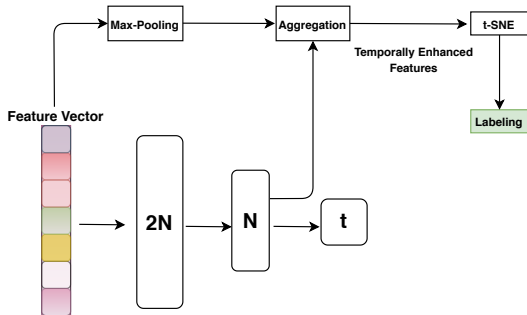 Max-Pooling
Aggregation
t-SNE
Temporally Enhanced
Features
Feature Vector
Labeling
2N
N
t